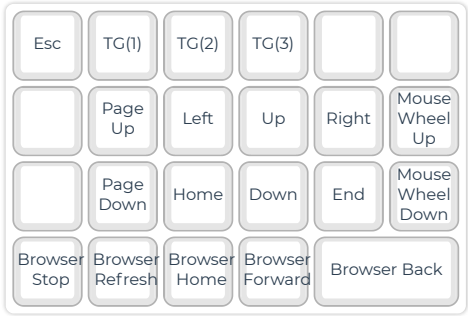 Esc
TG(1)
TG(2)
TG(3)
Page
Up
Left
Up
Right
Mouse
Wheel
Up
Page
Down
Home
Down
End
Mouse
Wheel
Down
Browser
Stop
Browser
Refresh
Browser
Home
Browser
Forward
Browser Back